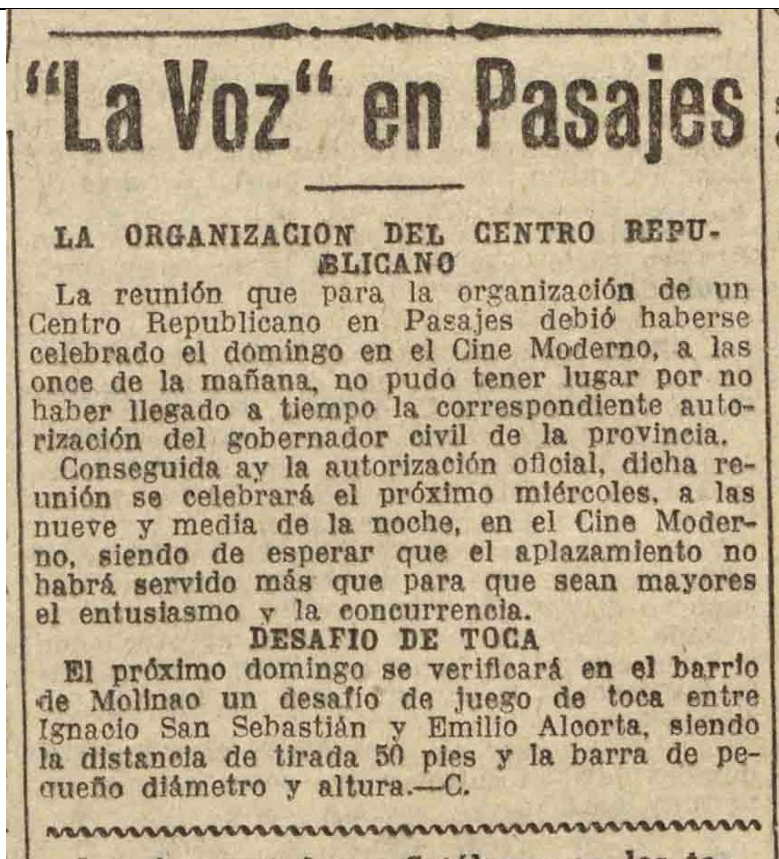 “La Voz“ en Pasajes
LA ORGANIZACION DEL CENTRO REPU-
BLICANO
La reunión que para la organización de un
Centro Republicano en Pasajes debió haberse
celebrado el domingo en el Cine Moderno, a las
once de la mañana, no pudo tener lugar por no
haber llegado a tiempo la correspondiente auto-
rización del gobernador civil de la provincia.
Conseguida ay la autorización oficial, dicha re-
unión se celebrará el próximo miércoles, a las
nueve y media de la noche, en el Cine Moder-
no, siendo de esperar que el aplazamiento no
habrá servido más que para que sean mayores
el entusiasmo y la concurrencia.
DESAFIO DE TOCA
El próximo domingo se verificará en el barrio
de Molinao un desafío de juego de toca entre
Ignacio San Sebastián y Emilio Alcorta, siendo
la distancia de tirada 50 pies y la barra de pe-
queño diámetro y altura.—C.